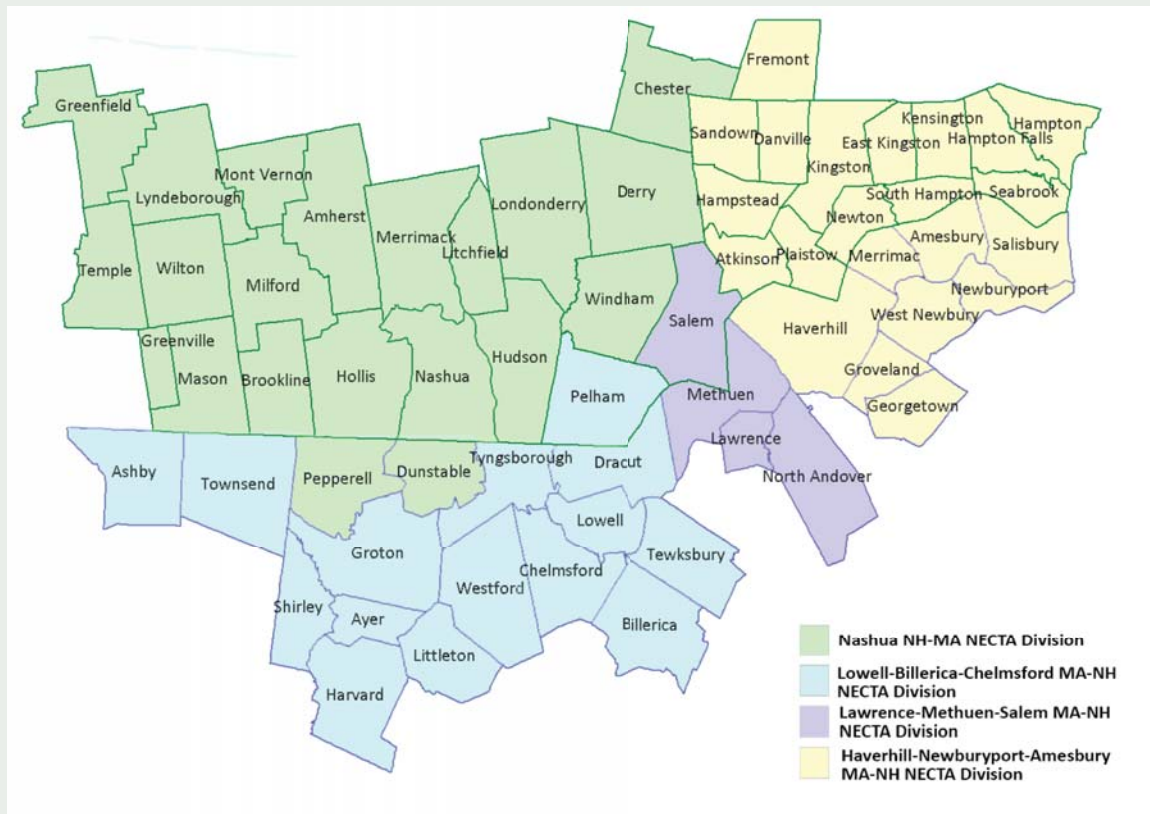 Fremont
Greenfield
Chester
Kensington
Hampton
Sandown
Danville
East Kingston
Hampton Falls
Kingston
Mont Vernon
Lyndeborough
Derry
South Hampton
Seabrook
Hampstead
Londonderry
Amherst
Newton
Merrimack
Amesbury
Salisbury
Litchfield
Atkinson
Plaistow
Merrimac
Temple
Wilton
Milford
Windham
Newburyport
West Newbury
Salem
Haverhill
Greenville
Hudson
Mason
Brookline
Hollis
Nashua
Groveland
Pelham
Methuen
Georgetown
Lawrence
Tyngsborough
Dracut
Ashby
Dunstable
Pepperell
North Andover
Townsend
Lowell
Groton
Tewksbury
Chelmsford
Westford
Shirley
Ayer
Billerica
Littleton
Harvard
Nashua NH-MA NECTA Division
Lowell-Billerica-Chelmsford MA-NH
NECTA Division
Lawrence-Methuen-Salem MA-NH
NECTA Division
Haverhill-Newburyport-Amesbury
MA-NH NECTA Division